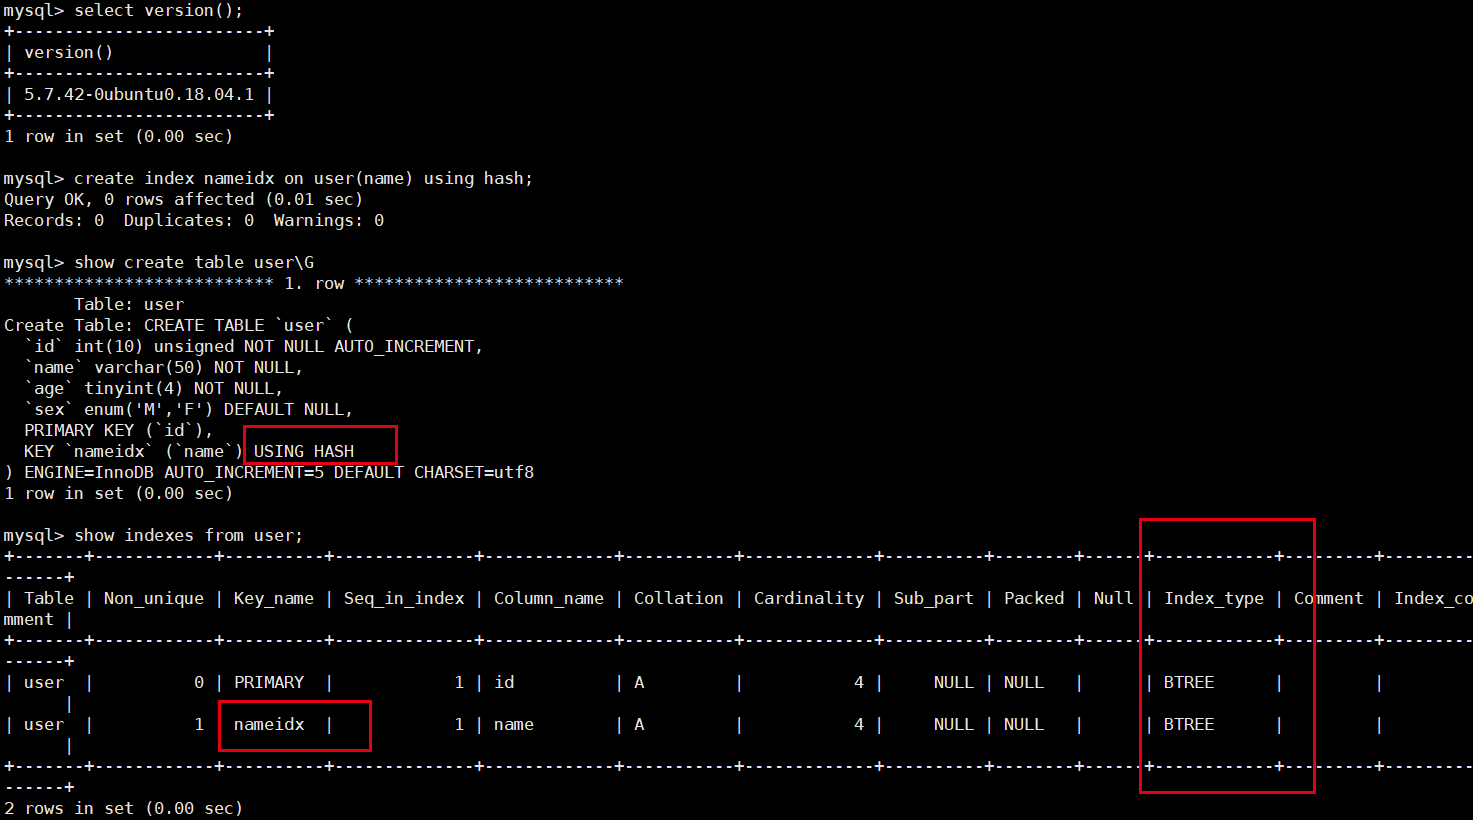 mysql> select version();
+-------------------------+
| version()               |
+-------------------------+
| 5.7.42-0ubuntu0.18.04.1 |
+-------------------------+
1 row in set (0.00 sec)

mysql> create index nameidx on user(name) using hash;
Query OK, 0 rows affected (0.01 sec)
Records: 0  Duplicates: 0  Warnings: 0

mysql> show create table user\G
*************************** 1. row ***************************
       Table: user
Create Table: CREATE TABLE `user` (
  `id` int(10) unsigned NOT NULL AUTO_INCREMENT,
  `name` varchar(50) NOT NULL,
  `age` tinyint(4) NOT NULL,
  `sex` enum('M','F') DEFAULT NULL,
  PRIMARY KEY (`id`),
  KEY `nameidx` (`name`) USING HASH
) ENGINE=InnoDB AUTO_INCREMENT=5 DEFAULT CHARSET=utf8
1 row in set (0.00 sec)

mysql> show indexes from user;
+-------+------------+----------+--------------+-------------+-----------+-------------+----------+--------+------+------------+---------+---------
------+
| Table | Non_unique | Key_name | Seq_in_index | Column_name | Collation | Cardinality | Sub_part | Packed | Null | Index_type | Comment | Index_co
mment |
+-------+------------+----------+--------------+-------------+-----------+-------------+----------+--------+------+------------+---------+---------
------+
| user  |          0 | PRIMARY  |            1 | id          | A         |           4 |     NULL | NULL   |      | BTREE      |         |
      |
| user  |          1 | nameidx  |            1 | name        | A         |           4 |     NULL | NULL   |      | BTREE      |         |
      |
+-------+------------+----------+--------------+-------------+-----------+-------------+----------+--------+------+------------+---------+---------
------+
2 rows in set (0.00 sec)